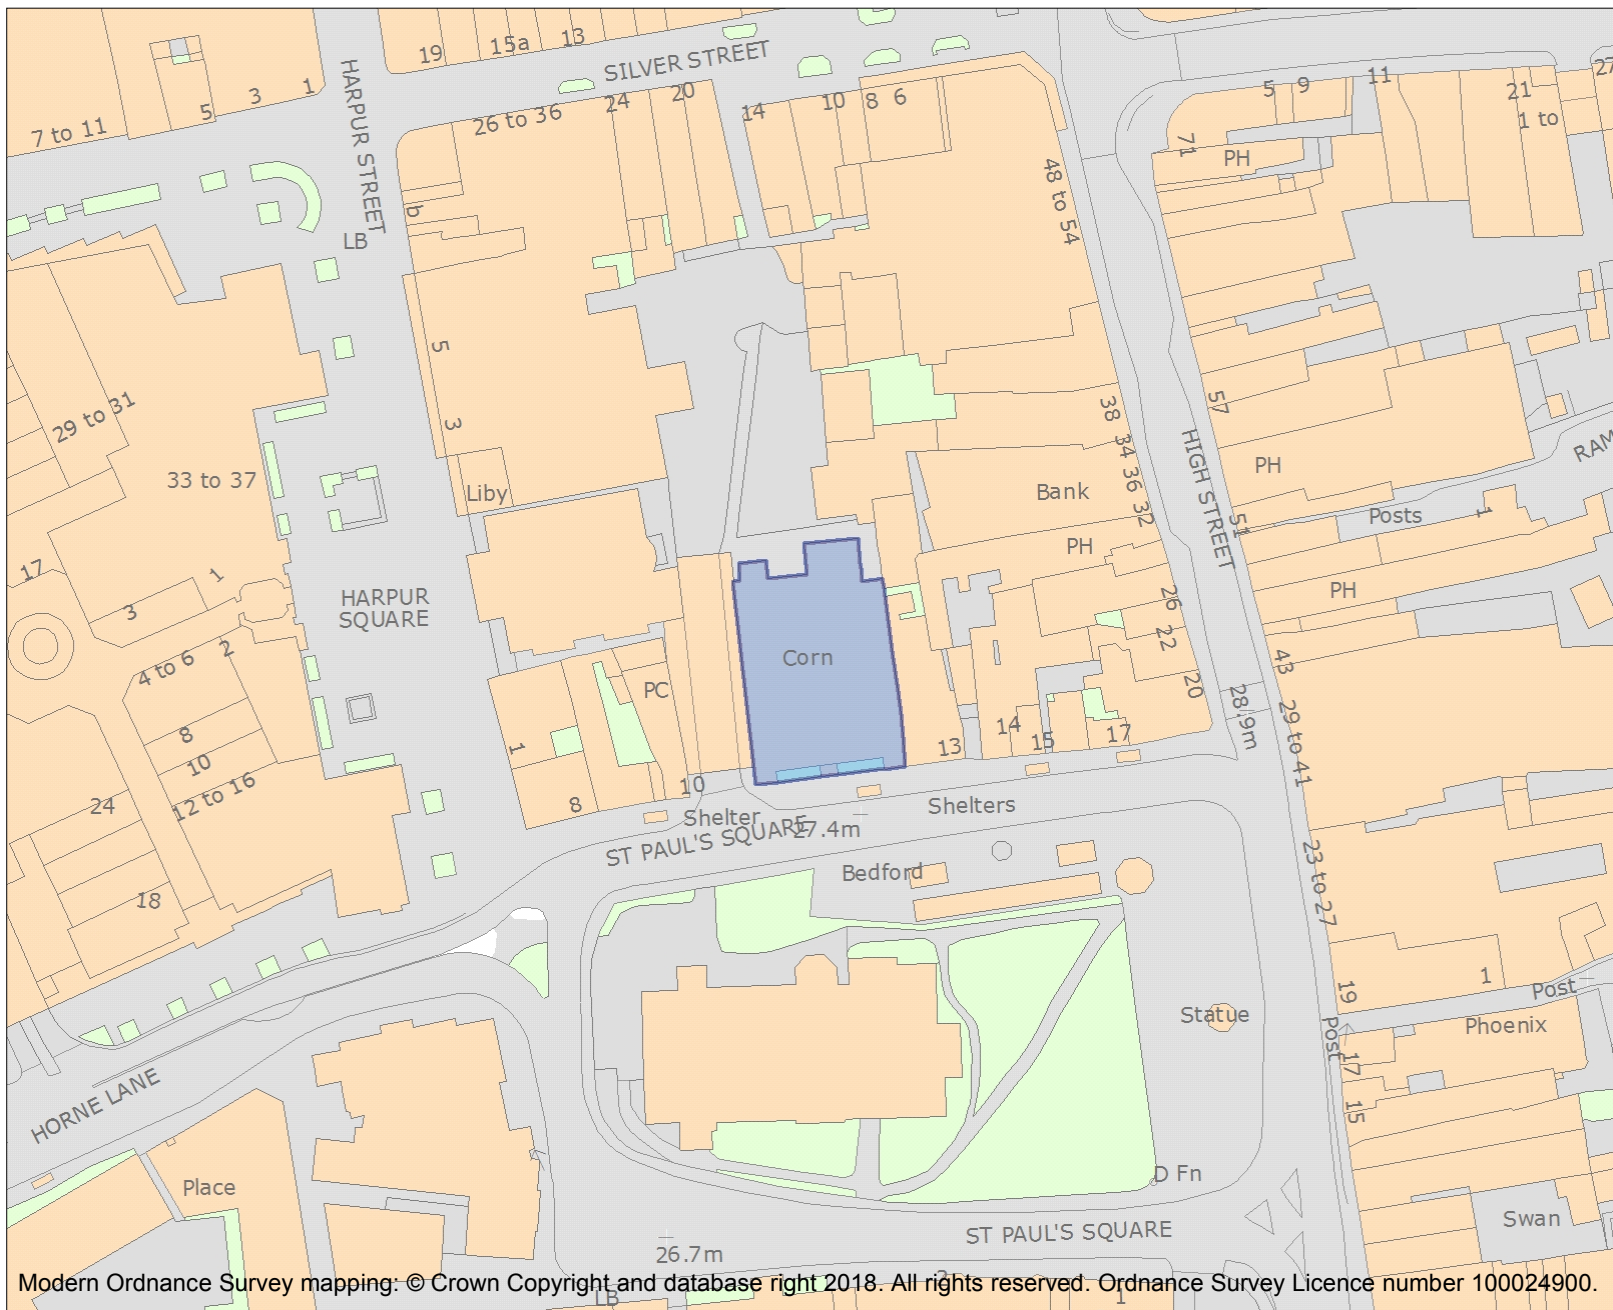 19
15a
13
SILVER STREET
HARPUR STREET
5
3
1
7 to 11
26 to 36
24
20
14
10
8
6
5
9
11
21
27
1 to
71
PH
48 to 54
b
LB
5
3
29 to 31
33 to 37
Liby
38
34
36
32
HIGH STREET
57
PH
RAM
Bank
51
Posts
1
PH
PH
17
1
3
HARPUR
SQUARE
26
22
20
4 to 6
2
8
10
12 to 16
24
18
Corn
PC
1
8
10
13
14
15
17
28.9m
43
29 to 41
Shelter
Shelters
ST PAUL'S SQUARE
27.4m
Bedford
23 to 27
19
1
Post
Phoenix
Statue
Post
17
15
HORNE LANE
Place
D Fn
Swan
ST PAUL'S SQUARE
26.7m
LB
2
1
Modern Ordnance Survey mapping: © Crown Copyright and database right 2018. All rights reserved. Ordnance Survey Licence number 100024900.